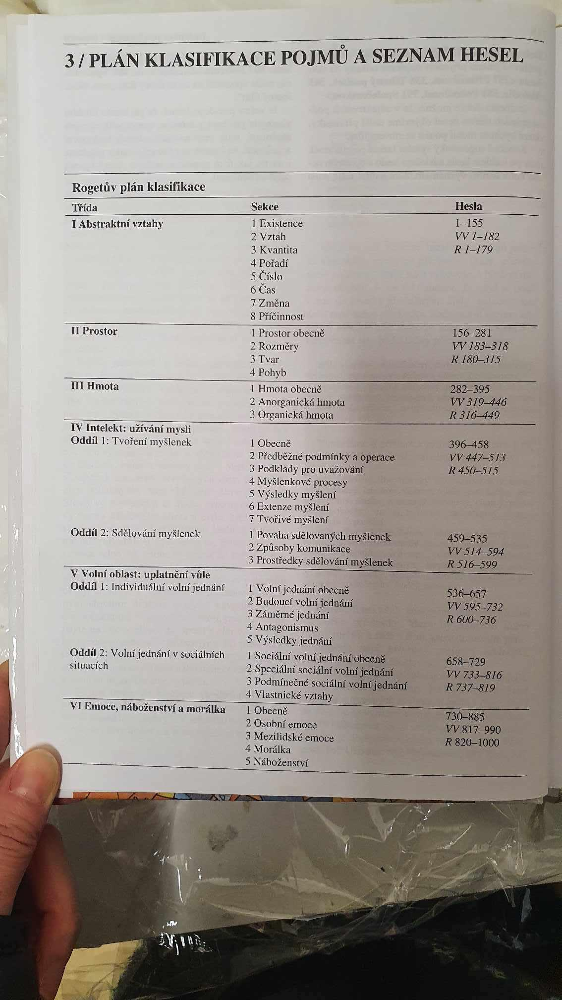 3 / PLÁN KLASIFIKACE POJMŮ A SEZNAM HESEL
Rogetův plán klasifikace
Třída Sekce Hesla
I Abstraktní vztahy 1 Existence 1–155
2 Vztah VV 1–182
3 Kvantita R 1–179
4 Pořadí
5 Číslo
6 Čas
7 Změna
8 Příčinnost
II Prostor 1 Prostor obecně 156–281
2 Rozměry VV 183–318
3 Tvar R 180–315
4 Pohyb
III Hmota 1 Hmota obecně 282–395
2 Anorganická hmota VV 319–446
3 Organická hmota R 316–449
IV Intelekt: užívání mysli
Oddíl 1: Tvoření myšlenek 1 Obecně 396–458
2 Předběžné podmínky a operace VV 447–513
3 Podklady pro uvažování R 450–515
4 Myšlenkové procesy
5 Výsledky myšlení
6 Extenze myšlení
7 Tvořivé myšlení
Oddíl 2: Sdělování myšlenek 1 Povaha sdělovaných myšlenek 459–535
2 Způsoby komunikace VV 514–594
3 Prostředky sdělování myšlenek R 516–599
V Volní oblast: uplatnění vůle
Oddíl 1: Individuální volní jednání 1 Volní jednání obecně 536–657
2 Budoucí volní jednání VV 595–732
3 Záměrné jednání R 600–736
4 Antagonismus
5 Výsledky jednání
Oddíl 2: Volní jednání v sociálních 1 Sociální volní jednání obecně 658–729
situacích 2 Speciální sociální volní jednání VV 733–816
3 Podmínečné sociální volní jednání R 737–819
4 Vlastnické vztahy
VI Emoce, náboženství a morálka 1 Obecně 730–885
2 Osobní emoce VV 817–990
3 Mezilidské emoce R 820–1000
4 Morálka
5 Náboženství